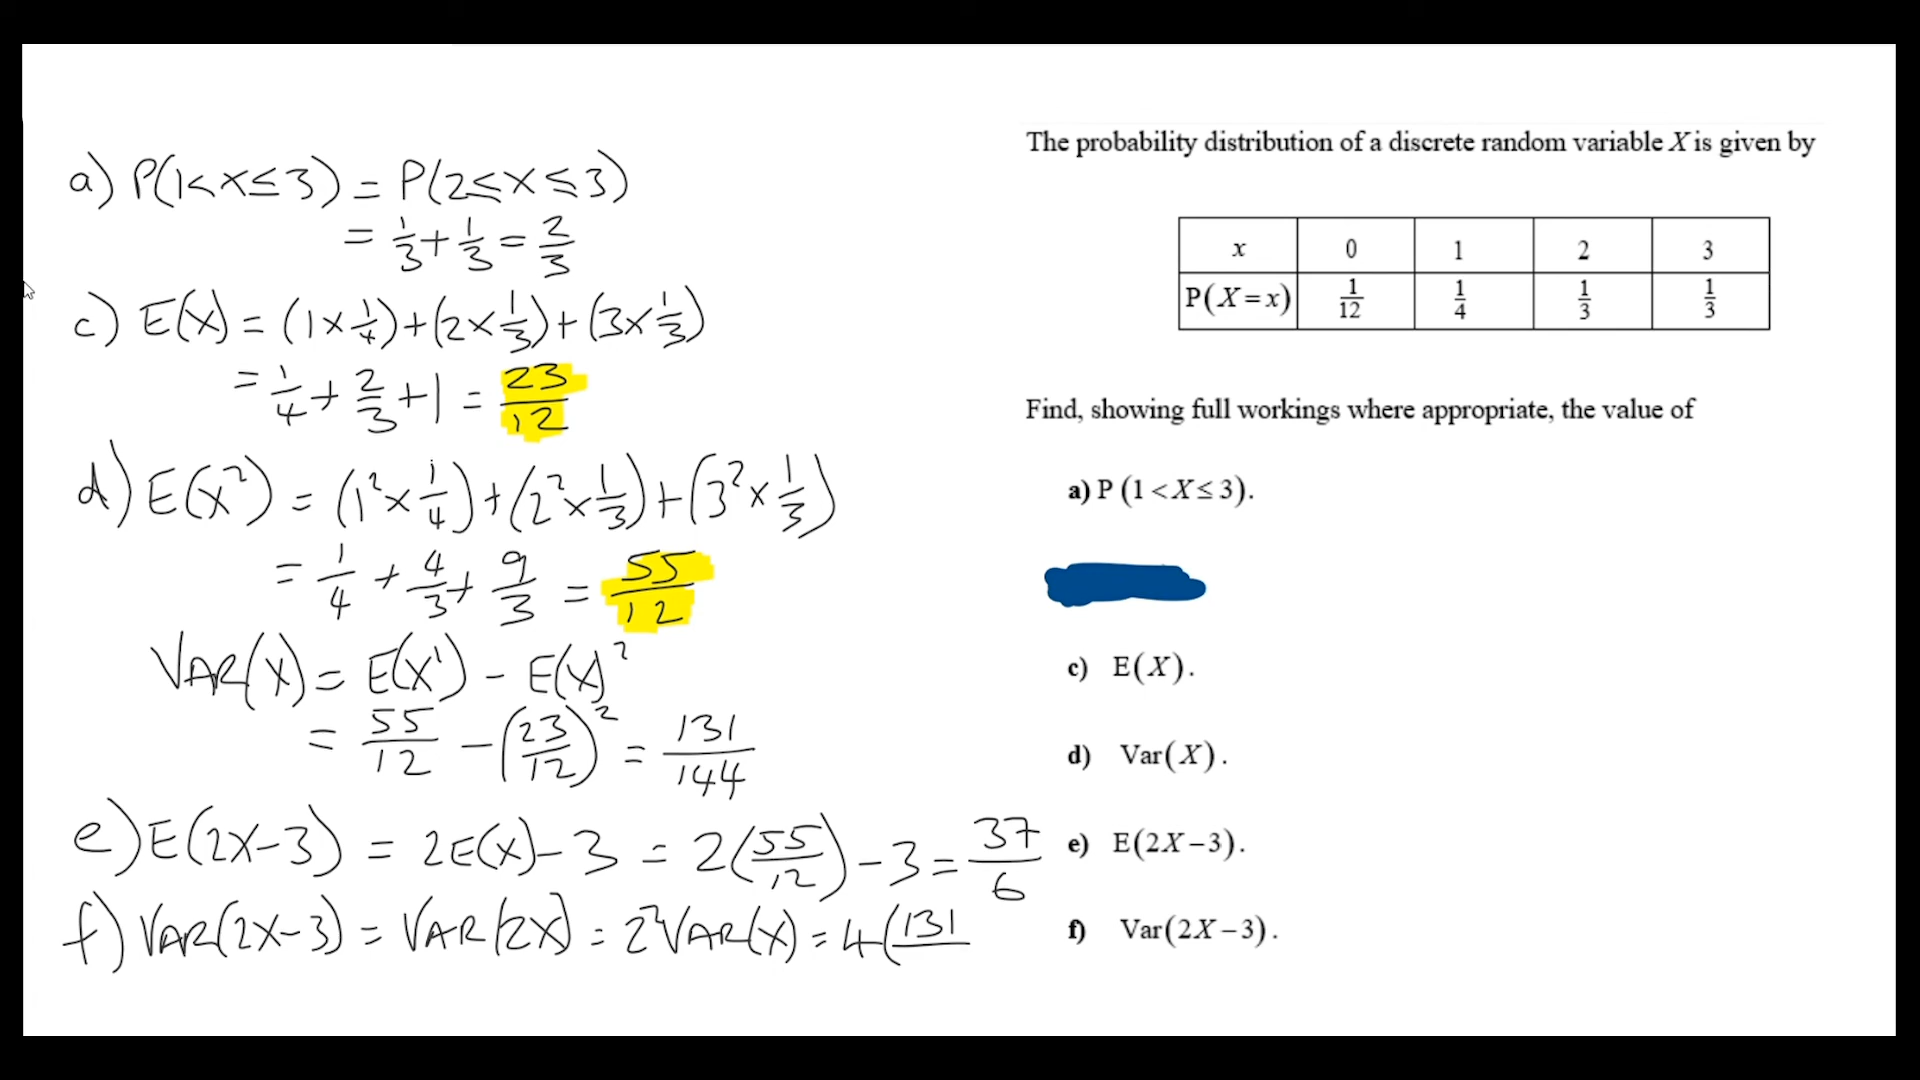 a) P(1<X≤3) = P(2≤X≤3)
= 1/3 + 1/3 = 2/3
c) E(X) = (1×1/4)+(2×1/3)+(3×1/3)
= 1/4 + 2/3 + 1 = 23/12
d) E(X²) = (1²×1/4)+(2²×1/3)+(3²×1/3)
= 1/4 + 4/3 + 9/3 = 55/12
VAR(X) = E(X¹) - E(X)²
= 55/12 - (23/12)² = 131/144
e) E(2X-3) = 2E(X)-3 = 2(55/12)-3 = 37/6
f) VAR(2X-3) = VAR(2X) = 2²VAR(X) = 4(131
The probability distribution of a discrete random variable X is given by
x 0 1 2 3
P(X=x) 1/12 1/4 1/3 1/3
Find, showing full workings where appropriate, the value of
a) P(1<X≤3).
c) E(X).
d) Var(X).
e) E(2X-3).
f) Var(2X-3).